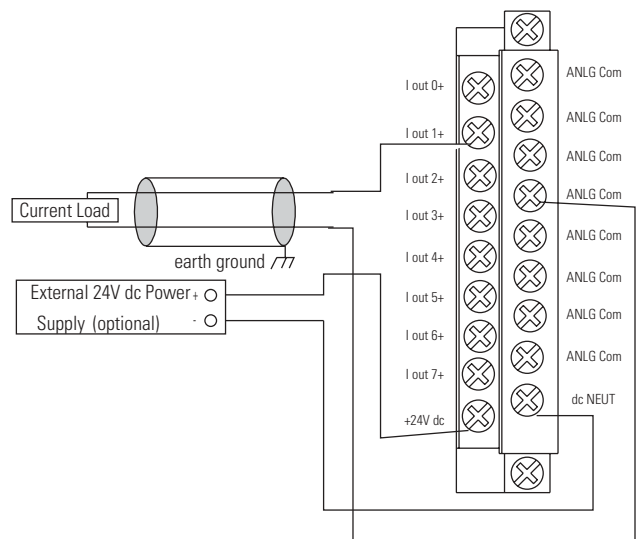 I out 0+
I out 1+
I out 2+
I out 3+
I out 4+
I out 5+
I out 6+
I out 7+
+24V dc
ANLG Com
ANLG Com
ANLG Com
ANLG Com
ANLG Com
ANLG Com
ANLG Com
ANLG Com
dc NEUT
Current Load
earth ground
External 24V dc Power +
Supply (optional) -